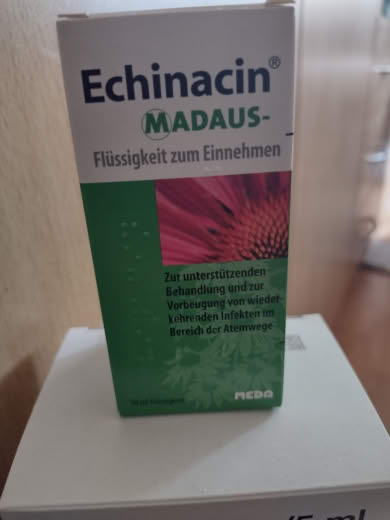 Echinacin®
MADAUS-
Flüssigkeit zum Einnehmen
Zur unterstützenden
Behandlung und zur
Vorbeugung von wieder-
kehrenden Infekten im
Bereich der Atemwege
MEDA
ml